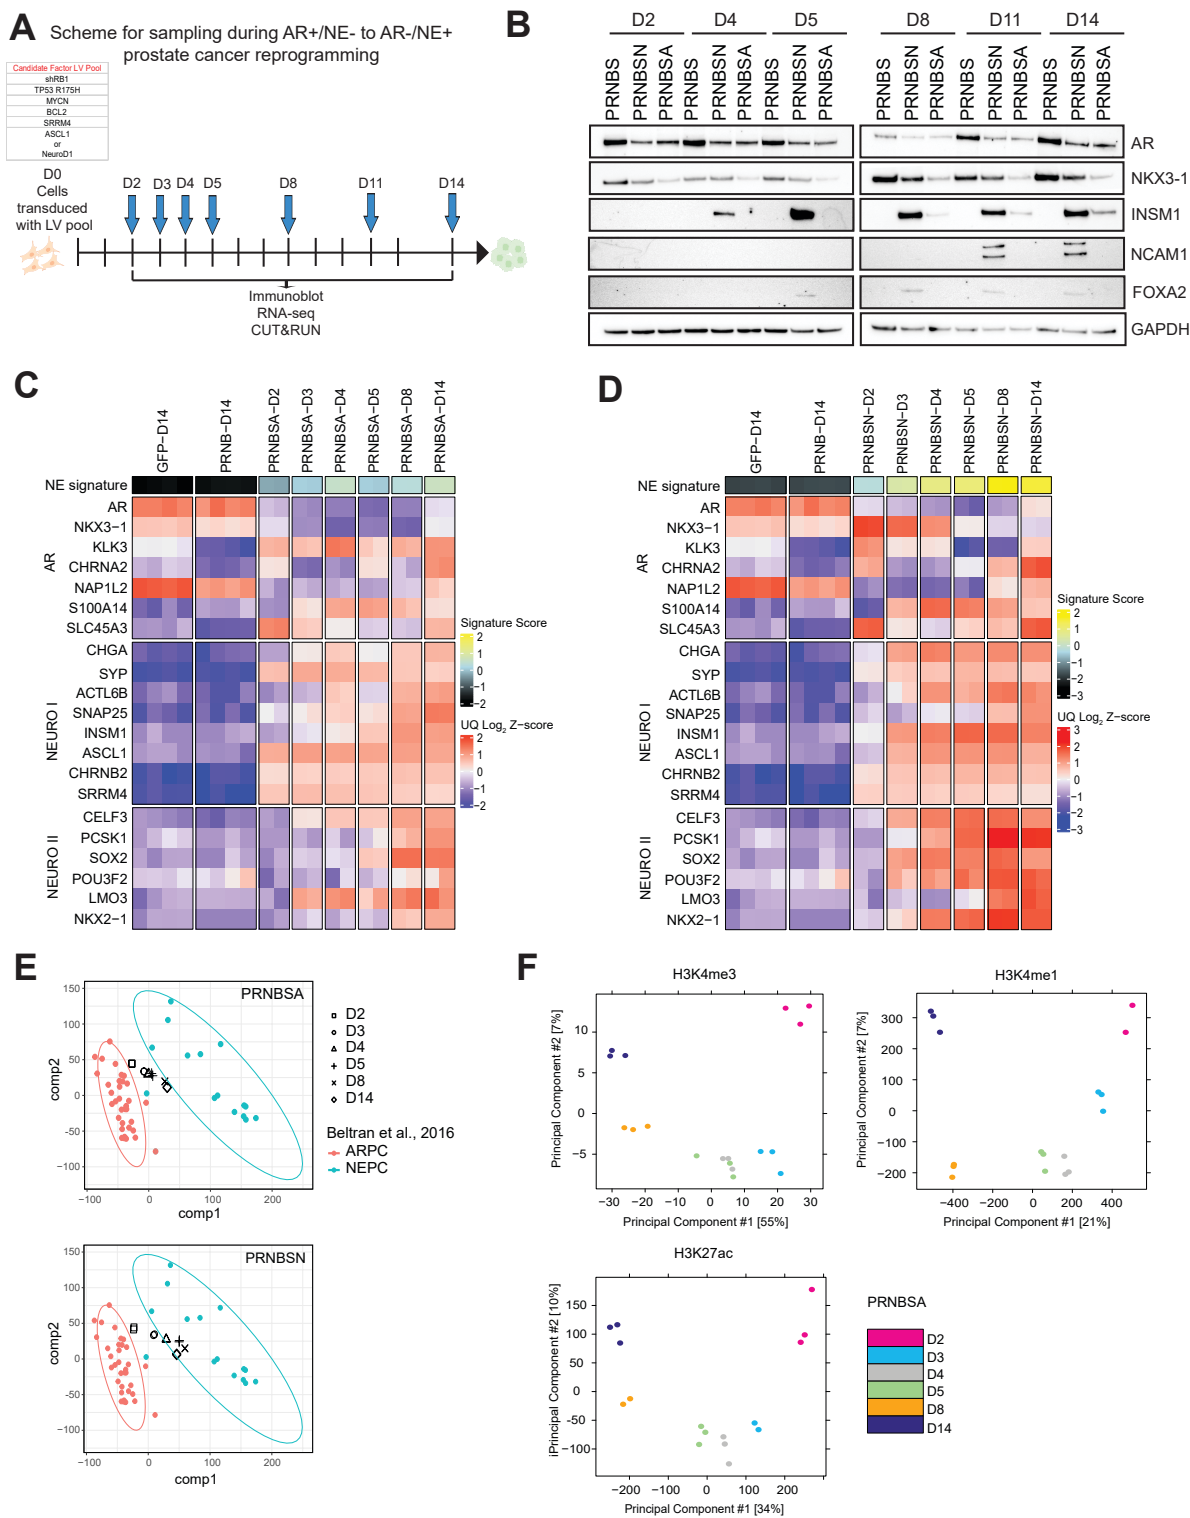 A
Scheme for sampling during AR+/NE- to AR-/NE+
prostate cancer reprogramming
Candidate Factor LV Pool
shRB1
TP53 R175H
MYCN
BCL2
SRRM4
ASCL1
or
NeuroD1
D0
Cells
transduced
with LV pool
D2 D3 D4 D5 D8 D11 D14
Immunoblot
RNA-seq
CUT&RUN
B
D2 D4 D5 D8 D11 D14
PRNBS PRNBSN PRNBSA PRNBS PRNBSN PRNBSA PRNBS PRNBSN PRNBSA PRNBS PRNBSN PRNBSA PRNBS PRNBSN PRNBSA PRNBS PRNBSN PRNBSA
AR
NKX3-1
INSM1
NCAM1
FOXA2
GAPDH
C
GFP-D14 PRNB-D14 PRNBSA-D2 PRNBSA-D3 PRNBSA-D4 PRNBSA-D5 PRNBSA-D8 PRNBSA-D14
NE signature
AR
AR
NKX3-1
KLK3
CHRNA2
NAP1L2
S100A14
SLC45A3
NEURO I
CHGA
SYP
ACTL6B
SNAP25
INSM1
ASCL1
CHRNB2
SRRM4
NEURO II
CELF3
PCSK1
SOX2
POU3F2
LMO3
NKX2-1
Signature Score
2
1
0
-1
-2
UQ Log2 Z-score
2
1
0
-1
-2
D
GFP-D14 PRNB-D14 PRNBSN-D2 PRNBSN-D3 PRNBSN-D4 PRNBSN-D5 PRNBSN-D8 PRNBSN-D14
NE signature
AR
AR
NKX3-1
KLK3
CHRNA2
NAP1L2
S100A14
SLC45A3
NEURO I
CHGA
SYP
ACTL6B
SNAP25
INSM1
ASCL1
CHRNB2
SRRM4
NEURO II
CELF3
PCSK1
SOX2
POU3F2
LMO3
NKX2-1
Signature Score
2
1
0
-1
-2
-3
UQ Log2 Z-score
3
2
1
0
-1
-2
-3
E
PRNBSA
comp2
150
100
50
0
-50
-100
-100 0 100 200
comp1
D2
D3
D4
D5
D8
D14
Beltran et al., 2016
ARPC
NEPC
PRNBSN
comp2
150
100
50
0
-50
-100
-100 0 100 200
comp1
F
H3K4me3
Principal Component #2 [7%]
10
5
0
-5
-30 -20 -10 0 10 20 30
Principal Component #1 [55%]
H3K4me1
Principal Component #2 [7%]
300
200
100
0
-100
-200
-400 -200 0 200 400
Principal Component #1 [21%]
H3K27ac
iPrincipal Component #2 [10%]
150
100
50
0
-50
-100
-200 -100 0 100 200 300
Principal Component #1 [34%]
PRNBSA
D2
D3
D4
D5
D8
D14